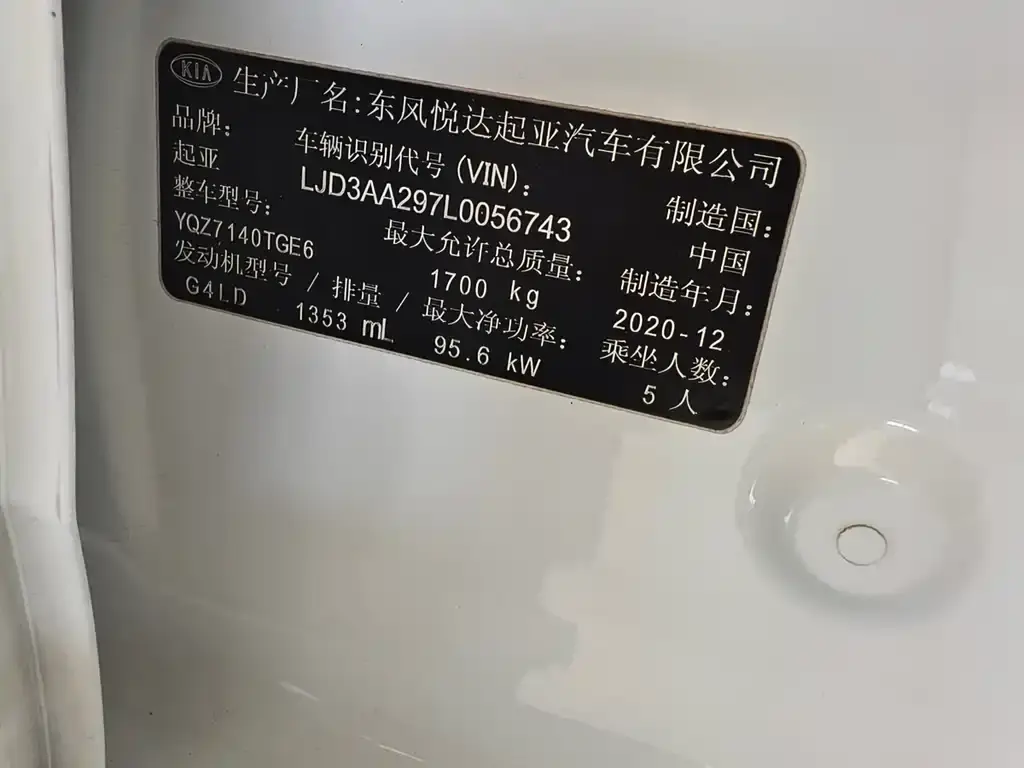 KIA 生产厂名:东风悦达起亚汽车有限公司
品牌: 车辆识别代号(VIN): 制造国:
起亚 LJD3AA297L0056743 中国
整车型号: 最大允许总质量: 制造年月:
YQZ7140TGE6 1700 kg 2020-12
发动机型号 / 排量 / 最大净功率: 乘坐人数:
G4LD 1353 mL 95.6 kW 5 人